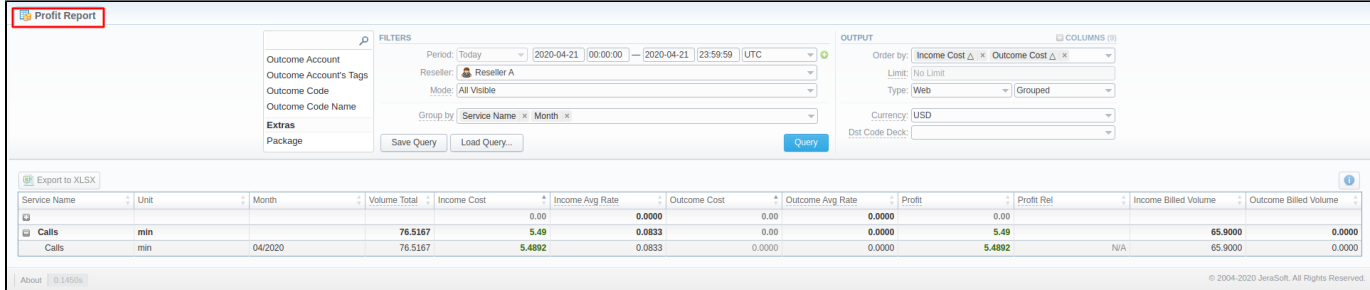 Profit Report
Outcome Account
Outcome Account's Tags
Outcome Code
Outcome Code Name
Extras
Package
FILTERS
Period: Today 2020-04-21 00:00:00 — 2020-04-21 23:59:59 UTC
Reseller: Reseller A
Mode: All Visible
Group by Service Name × Month ×
Save Query Load Query... Query
OUTPUT COLUMNS (9)
Order by: Income Cost △ × Outcome Cost △ ×
Limit: No Limit
Type: Web Grouped
Currency: USD
Dst Code Deck:
Export to XLSX
Service Name Unit Month Volume Total Income Cost Income Avg Rate Outcome Cost Outcome Avg Rate Profit Profit Rel Income Billed Volume Outcome Billed Volume
0.00 0.0000 0.00 0.0000 0.00
Calls min 76.5167 5.49 0.0833 0.00 0.0000 5.49 65.9000 0.0000
Calls min 04/2020 76.5167 5.4892 0.0833 0.0000 0.0000 5.4892 N/A 65.9000 0.0000
About 0.1450s
© 2004-2020 JeraSoft. All Rights Reserved.